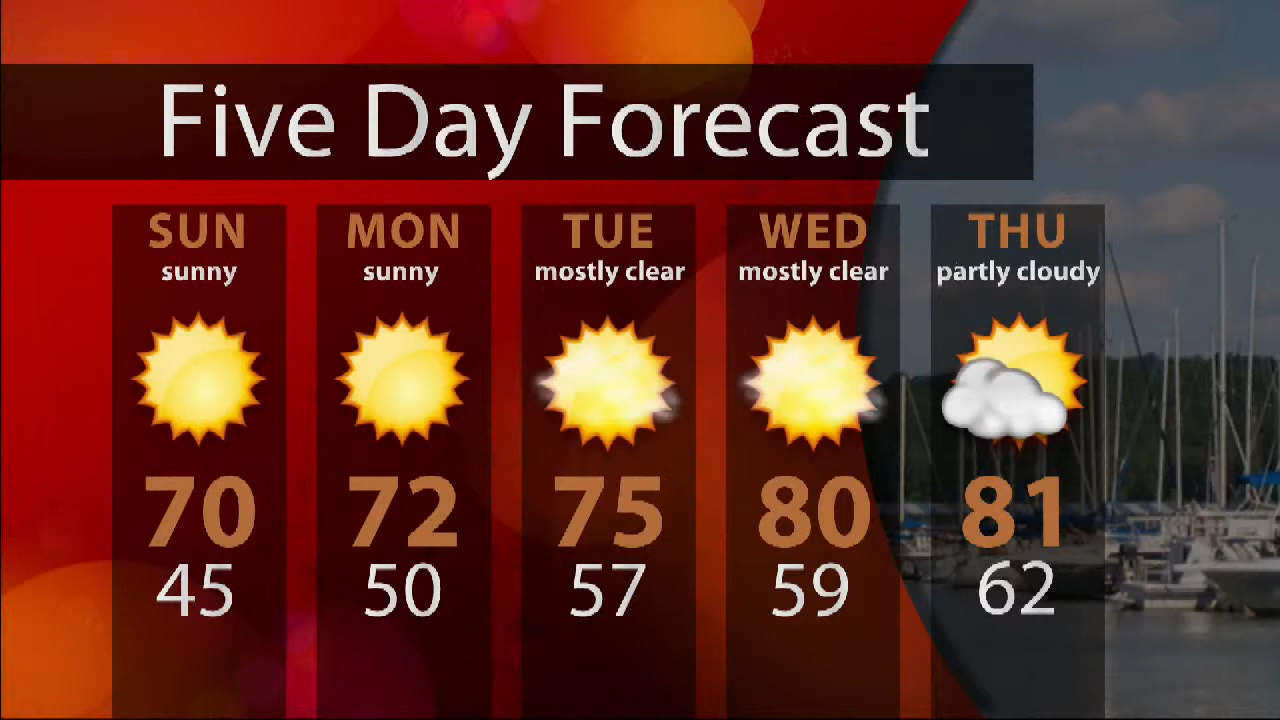 Five Day Forecast
SUN MON TUE WED THU
sunny sunny mostly clear mostly clear partly cloudy
70 72 75 80 81
45 50 57 59 62